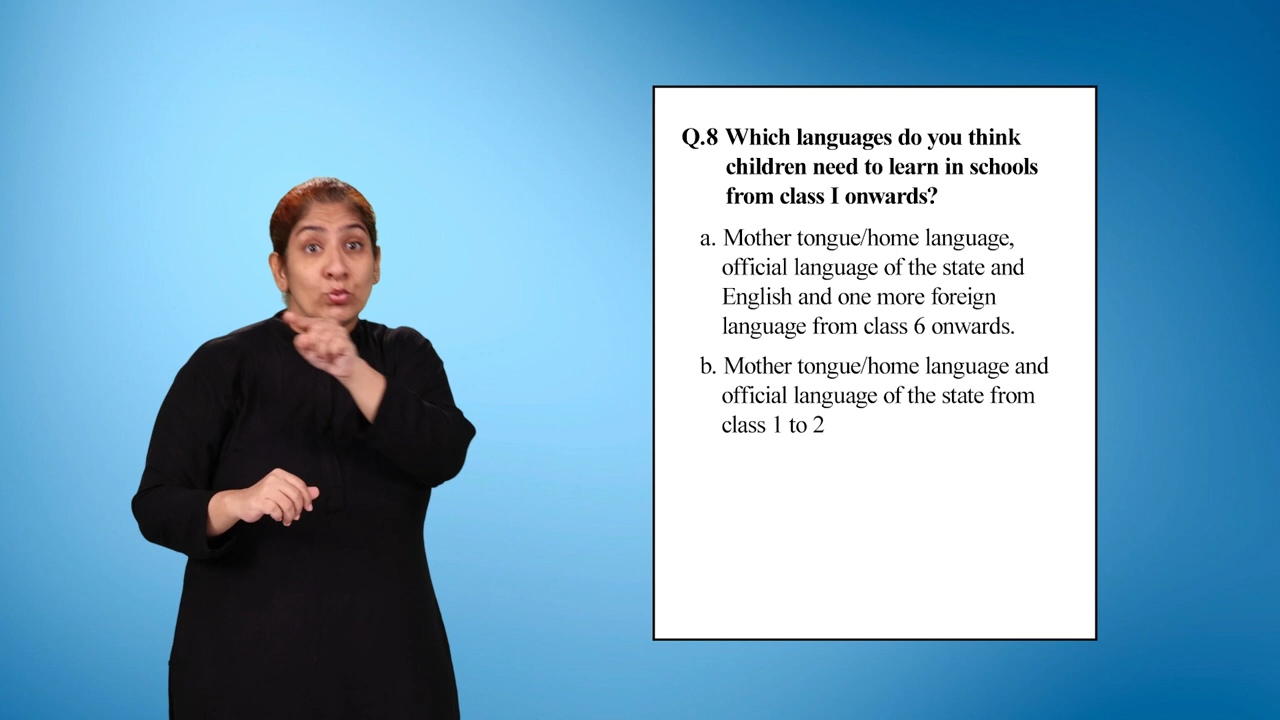 Q.8 Which languages do you think
children need to learn in schools
from class I onwards?
a. Mother tongue/home language,
official language of the state and
English and one more foreign
language from class 6 onwards.
b. Mother tongue/home language and
official language of the state from
class 1 to 2